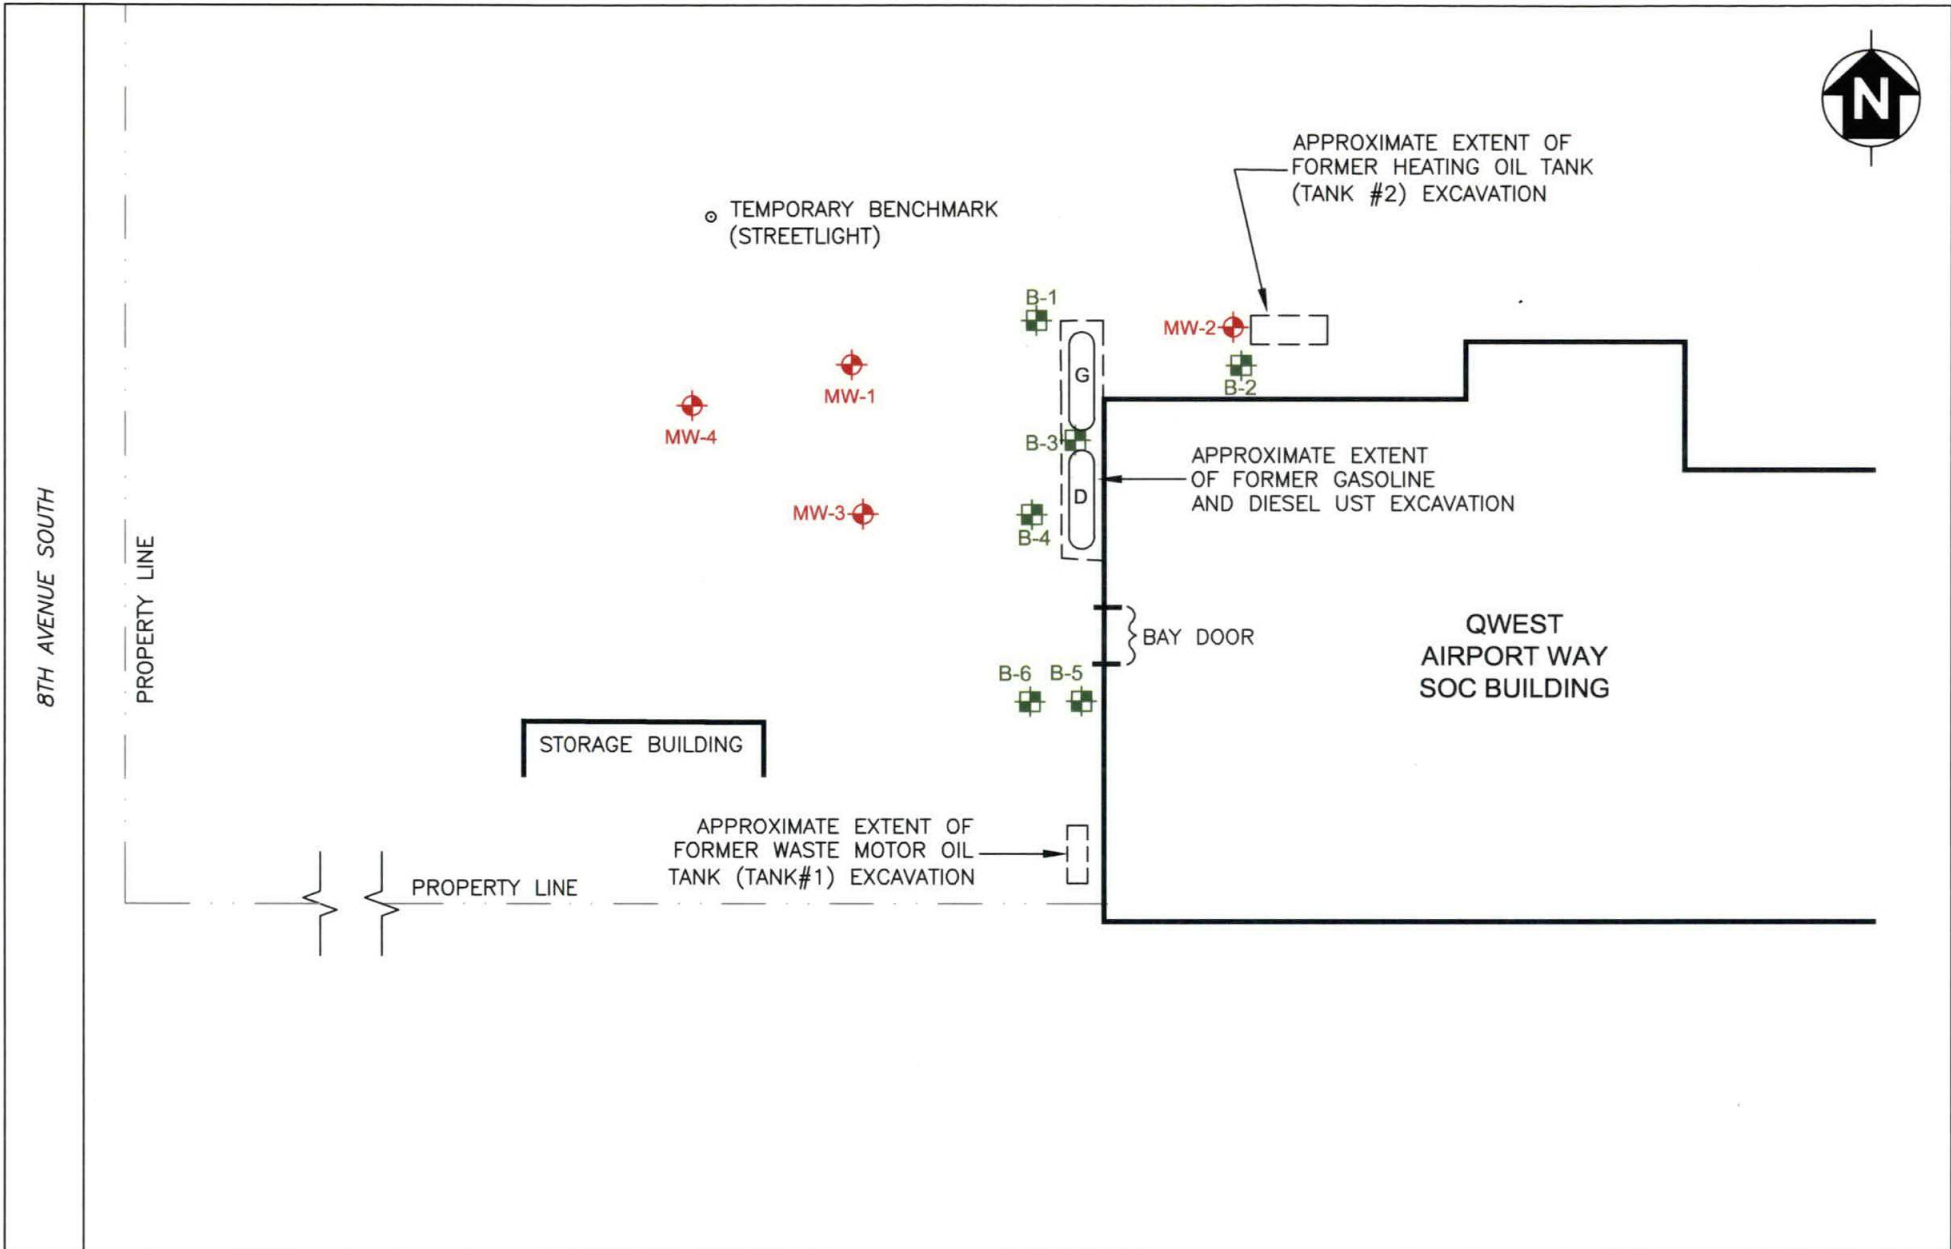 N
APPROXIMATE EXTENT OF
FORMER HEATING OIL TANK
(TANK #2) EXCAVATION
TEMPORARY BENCHMARK
(STREETLIGHT)
B-1
MW-2
B-2
MW-1
G
MW-4
B-3
APPROXIMATE EXTENT
OF FORMER GASOLINE
AND DIESEL UST EXCAVATION
D
MW-3
B-4
8TH AVENUE SOUTH
PROPERTY LINE
BAY DOOR
QWEST
AIRPORT WAY
SOC BUILDING
B-6
B-5
STORAGE BUILDING
APPROXIMATE EXTENT OF
FORMER WASTE MOTOR OIL
TANK (TANK#1) EXCAVATION
PROPERTY LINE